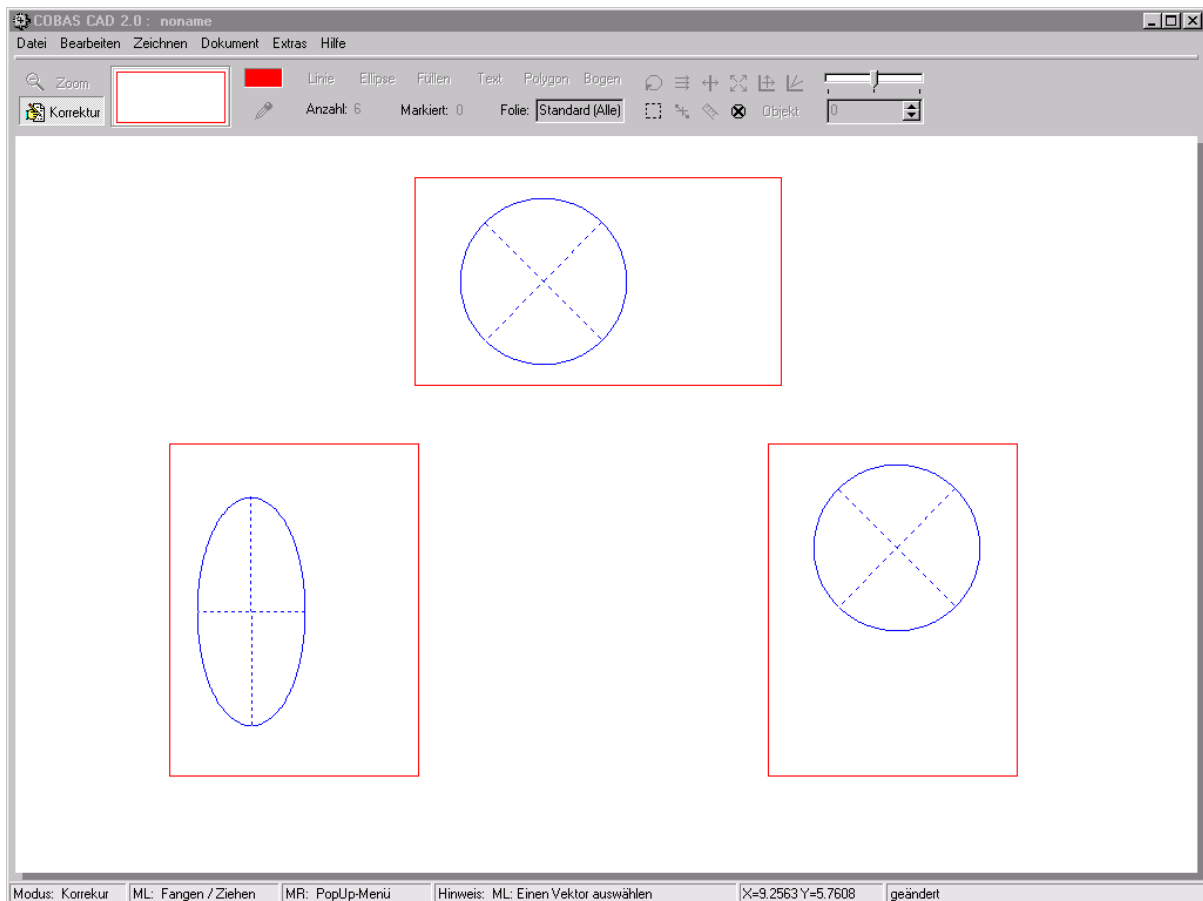 COBAS CAD 2.0 : noname
Datei Bearbeiten Zeichnen Dokument Extras Hilfe
Zoom Linie Ellipse Füllen Text Polygon Bogen
Korrektur Anzahl: 6 Markiert: 0 Folie: Standard (Alle) Objekt 0
Modus: Korrekur ML: Fangen / Ziehen MR: PopUp-Menü Hinweis: ML: Einen Vektor auswählen X=9.2563 Y=5.7608 geändert